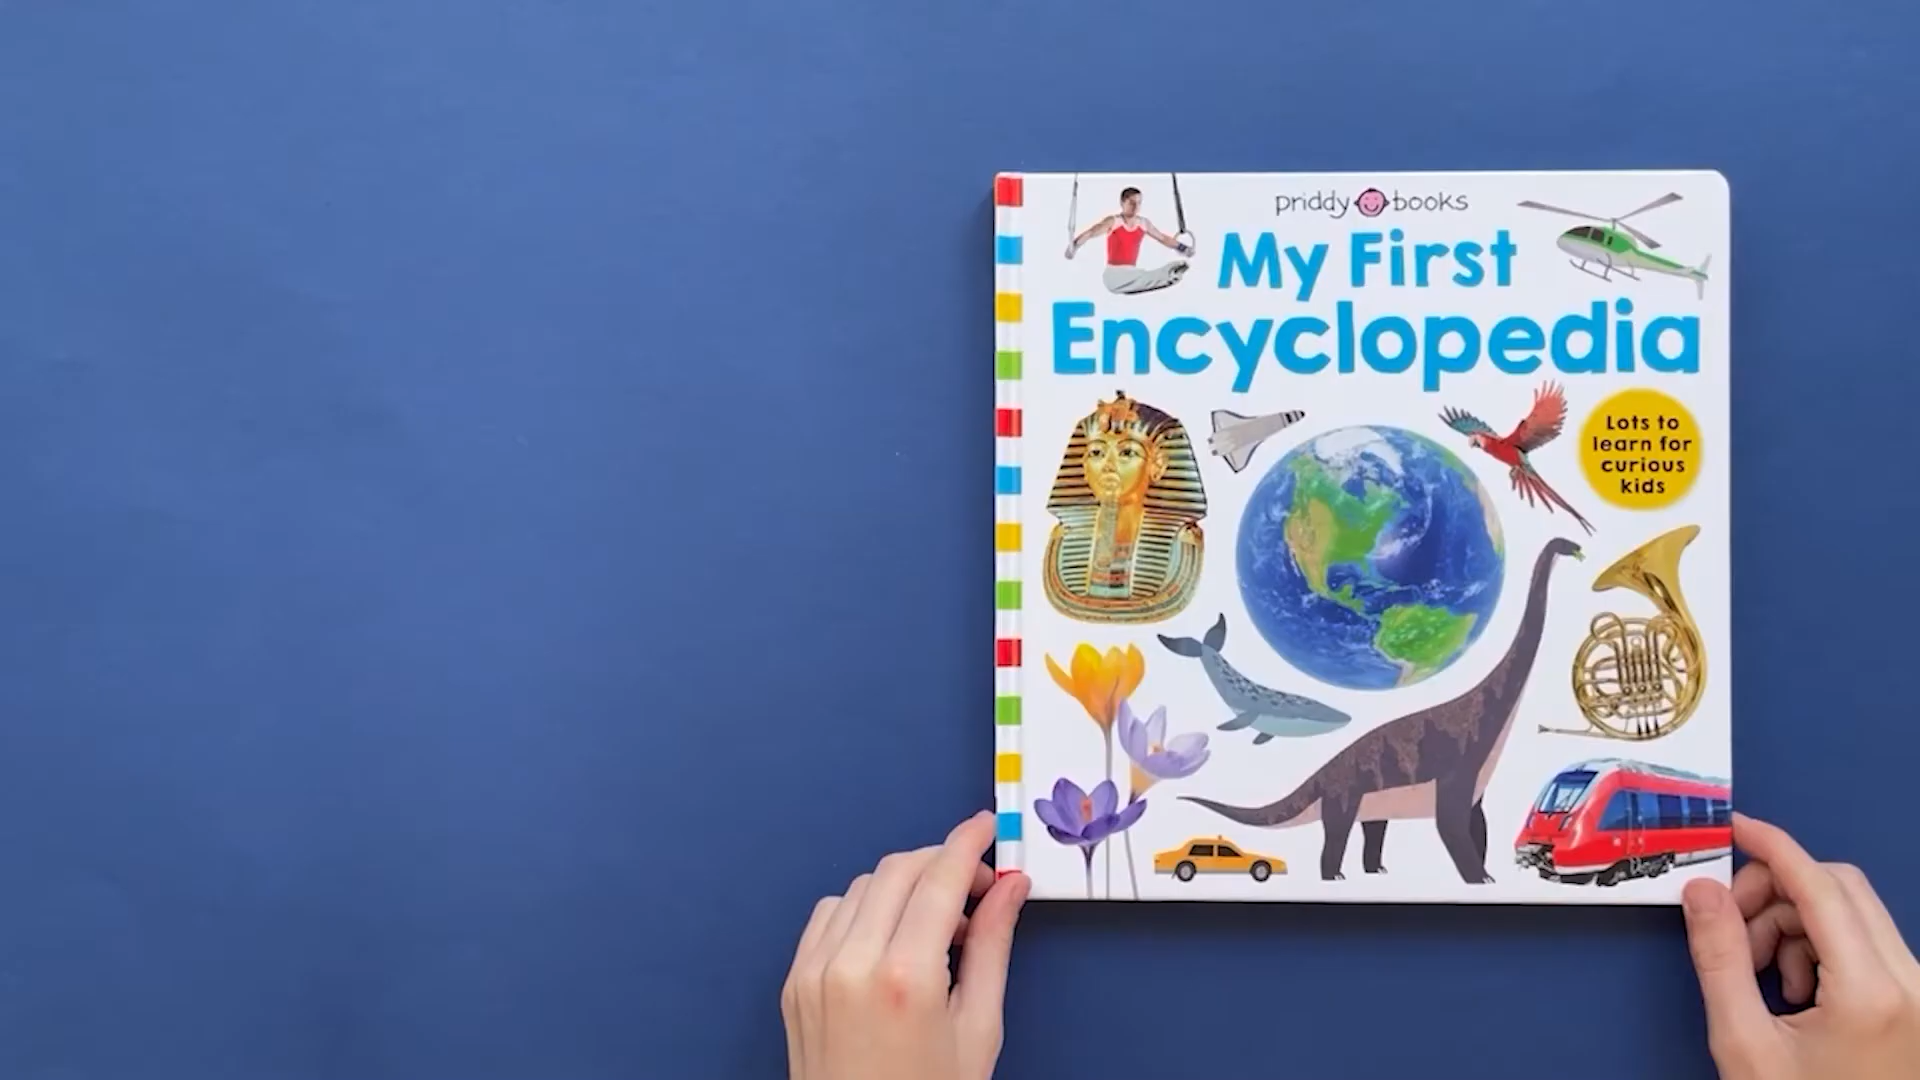 priddy books
My First
Encyclopedia
Lots to
learn for
curious
kids